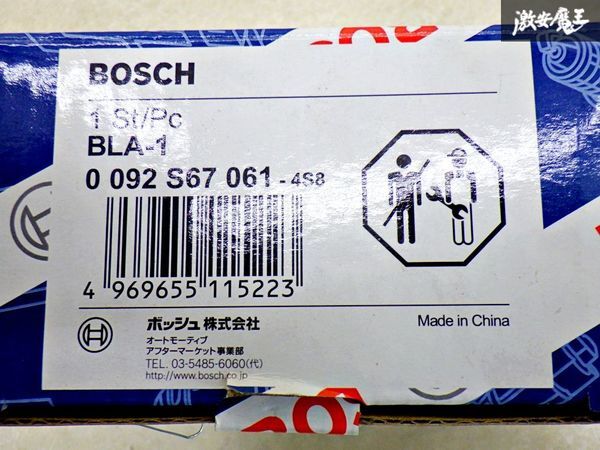 激安魔王
BOSCH
1 St/Pc
BLA-1
0 092 S67 061 - 4S8
4 969655 115223
ボッシュ株式会社
オートモーティブ
アフターマーケット事業部
TEL. 03-5485-6060(代)
http://www.bosch.co.jp
Made in China